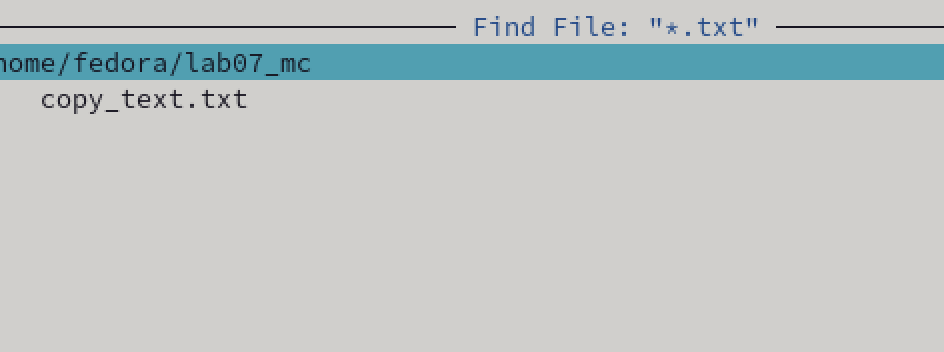 Find File: "*.txt"
home/fedora/lab07_mc
copy_text.txt